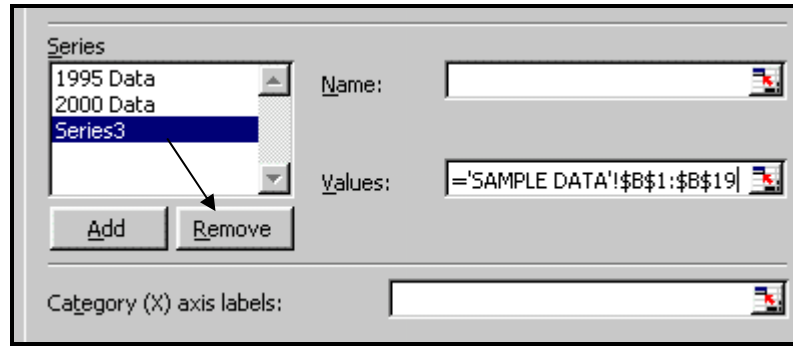 Series
1995 Data
2000 Data
Series3
Name:
Values:
='SAMPLE DATA'!$B$1:$B$19
Add
Remove
Category (X) axis labels: